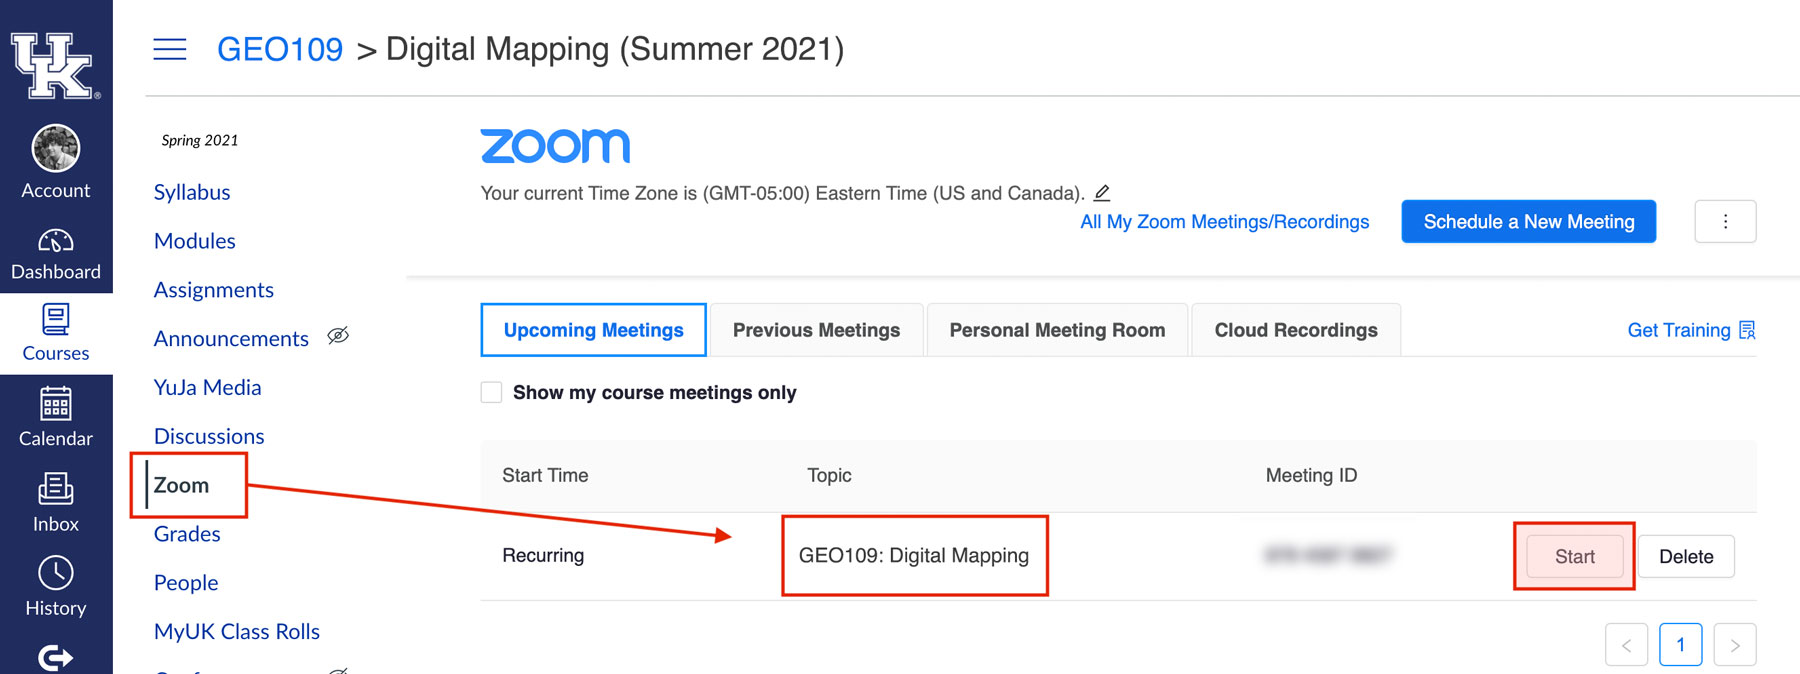 UK
GEO109 > Digital Mapping (Summer 2021)
Account
Dashboard
Courses
Calendar
Inbox
History
Spring 2021
Syllabus
Modules
Assignments
Announcements
YuJa Media
Discussions
Zoom
Grades
People
MyUK Class Rolls
zoom
Your current Time Zone is (GMT-05:00) Eastern Time (US and Canada).
All My Zoom Meetings/Recordings
Schedule a New Meeting
Upcoming Meetings
Previous Meetings
Personal Meeting Room
Cloud Recordings
Get Training
Show my course meetings only
Start Time Topic Meeting ID
Recurring GEO109: Digital Mapping Start Delete
< 1 >